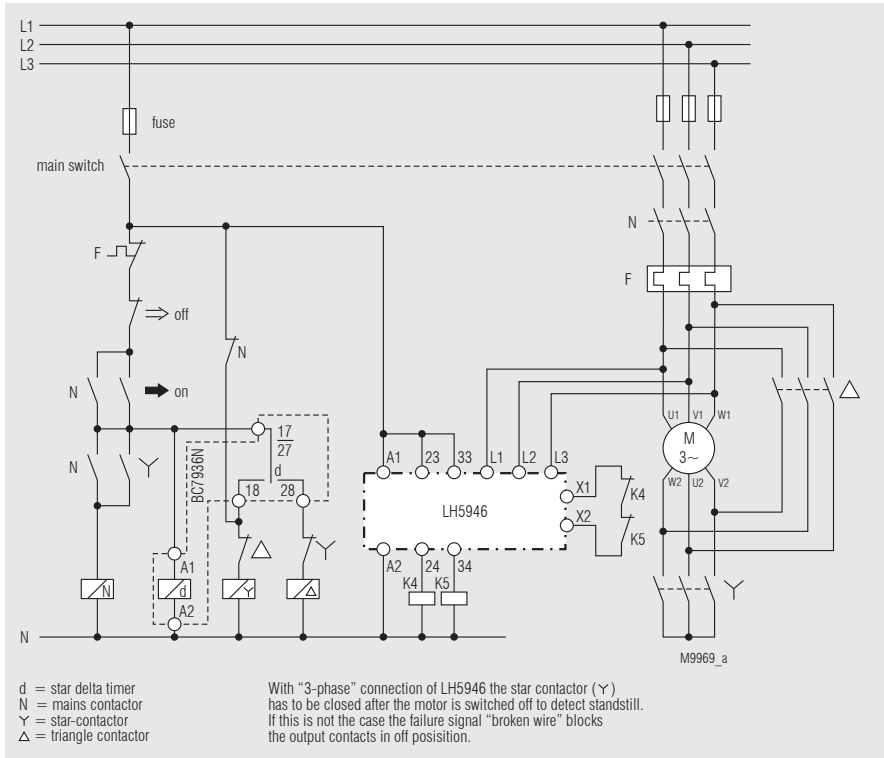 L1
L2
L3
fuse
main switch
N
F
F
off
N
N
on
U1 V1 W1
17
27
M
3~
N
BC7936N
d
A1 23 33 L1 L2 L3
W2 U2 V2
18 28
X1
K4
LH5946
X2
K5
A1
A2 24 34
N
d
K4 K5
A2
N
M9969_a
d = star delta timer
N = mains contactor
Y = star-contactor
△ = triangle contactor
With “3-phase” connection of LH5946 the star contactor (Y)
has to be closed after the motor is switched off to detect standstill.
If this is not the case the failure signal “broken wire” blocks
the output contacts in off posisition.